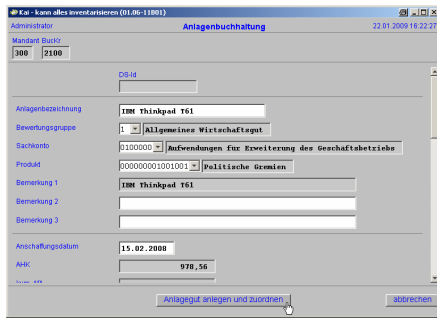 Kai - kann alles inventarisieren (01.06-11801)
Administrator Anlagenbuchhaltung 22.01.2009 16:22:27
Mandant BucKr
300 2100
DS-Id
Anlagenbezeichnung IBM Thinkpad T61
Bewertungsgruppe 1 Allgemeines Wirtschaftsgut
Sachkonto 0100000 Aufwendungen für Erweiterung des Geschäftsbetriebs
Produkt 000000001001001 Politische Gremien
Bemerkung 1 IBM Thinkpad T61
Bemerkung 2
Bemerkung 3
Anschaffungsdatum 15.02.2008
AHK 978,56
Anlagegut anlegen und zuordnen abbrechen